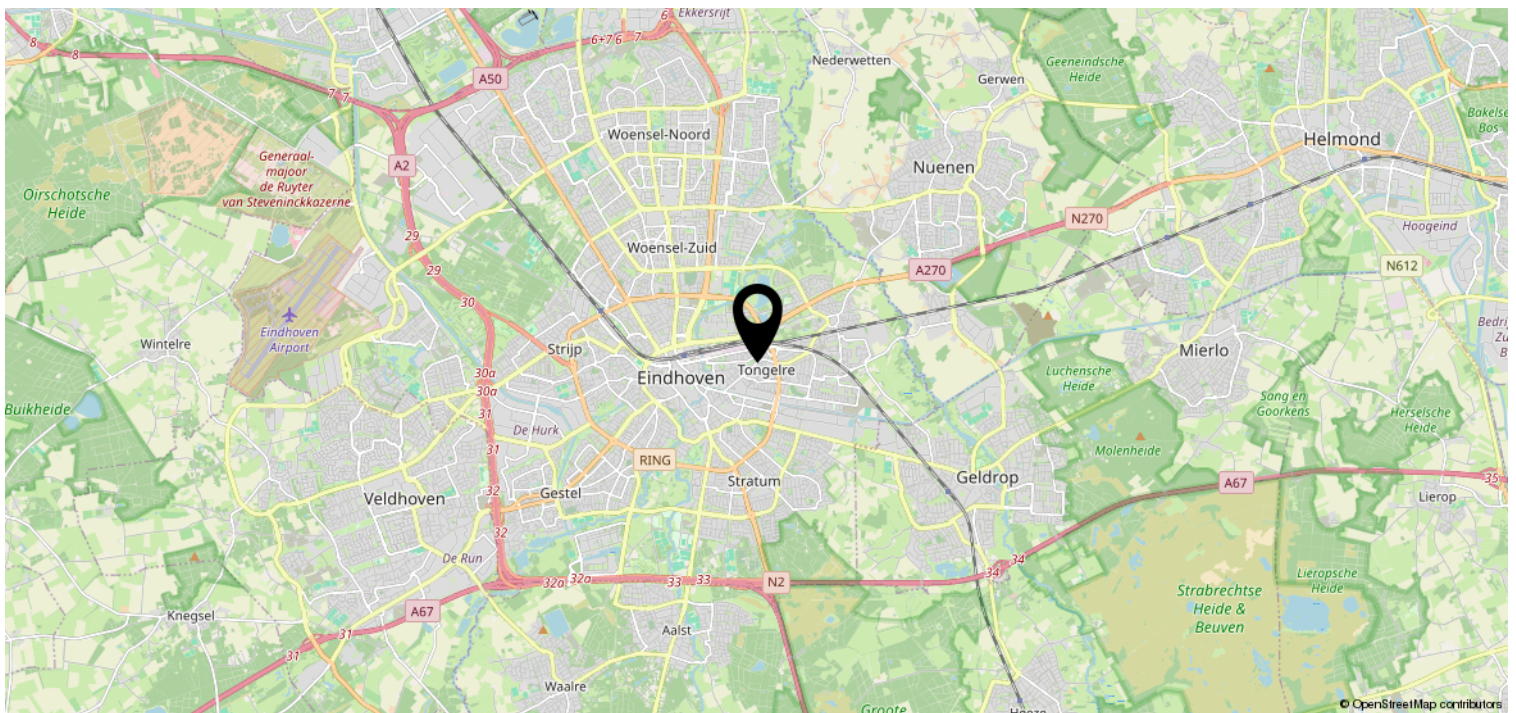 8
8
6
Ekkersrijt
6+7
6
7
Nederwetten
Geeneindsche
Heide
A50
Gerwen
7
7
Bakelse
Bos
Woensel-Noord
Helmond
Generaal-
majoor
de Ruyter
van Steveninckkazerne
A2
Nuenen
Oirschotsche
Heide
N270
29
Hoogeind
Woensel-Zuid
29
A270
N612
30
Eindhoven
Airport
Wintelre
Strijp
Mierlo
30a
Eindhoven
Tongelre
Luchensche
Heide
30a
Buikheide
31
Sang en
Goorkens
Herselsche
Heide
De Hurk
31
Molenheide
RING
Stratum
Geldrop
A67
35
32
Gestel
Veldhoven
Lierop
32
De Run
34
34
32a
32a
33
33
N2
Lieropsche
Heide
Strabrechtse
Heide &
Beuven
Knegsel
A67
31
Aalst
31
Waalre
Groote
© OpenStreetMap contributors